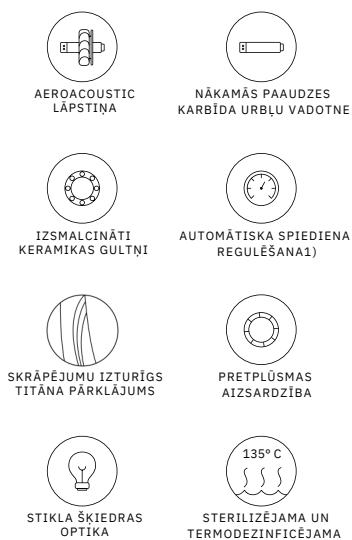 AEROACOUSTIC
LĀPSTIŅA
NĀKAMĀS PAAUDZES
KARBĪDA URBĻU VADOTNE
IZSMALCINĀTI
KERAMIKAS GULTŅI
AUTOMĀTISKA SPIEDIENA
REGULĒŠANA1)
SKRĀPĒJUMU IZTURĪGS
TITĀNA PĀRKLĀJUMS
PRETPLŪSMAS
AIZSARDZĪBA
STIKLA ŠĶIEDRAS
OPTIKA
135° C
STERILIZĒJAMA UN
TERMODEZINFICĒJAMA